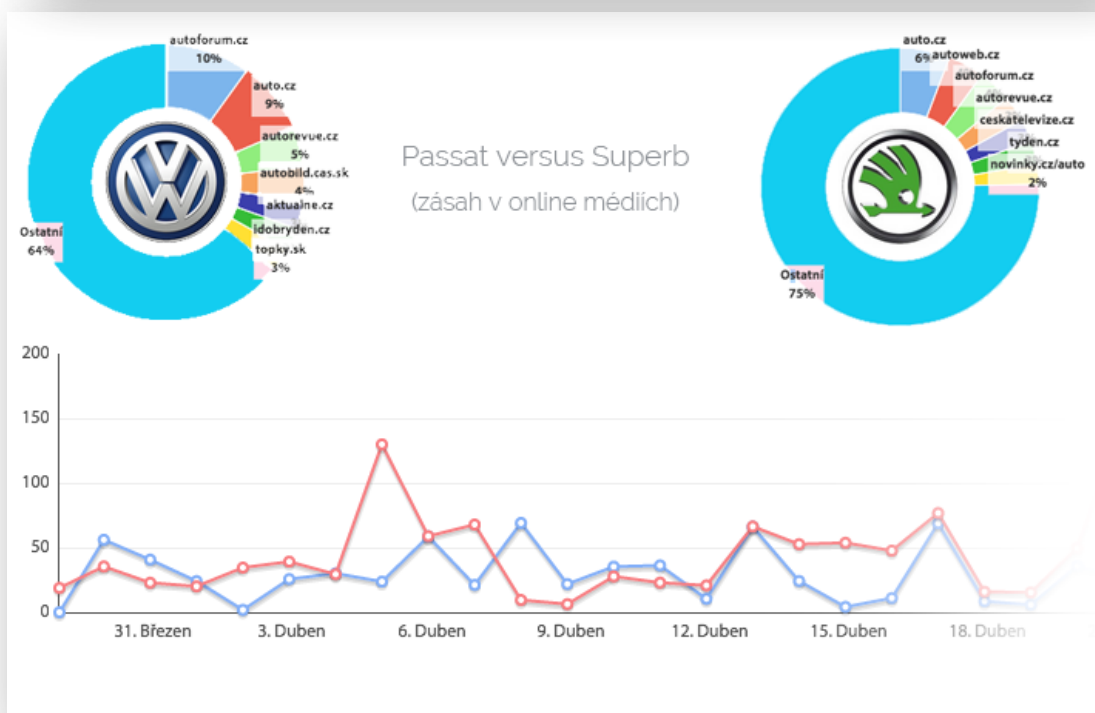 autoforum.cz
10%
auto.cz
9%
autorevue.cz
5%
autobild.cas.sk
4%
aktualne.cz
idobryden.cz
topky.sk
3%
Ostatní
64%
Passat versus Superb
(zásah v online médiích)
auto.cz
6%
autoweb.cz
autoforum.cz
autorevue.cz
ceskatelevize.cz
tyden.cz
novinky.cz/auto
2%
Ostatní
75%
200
150
100
50
0
31. Březen
3. Duben
6. Duben
9. Duben
12. Duben
15. Duben
18. Duben